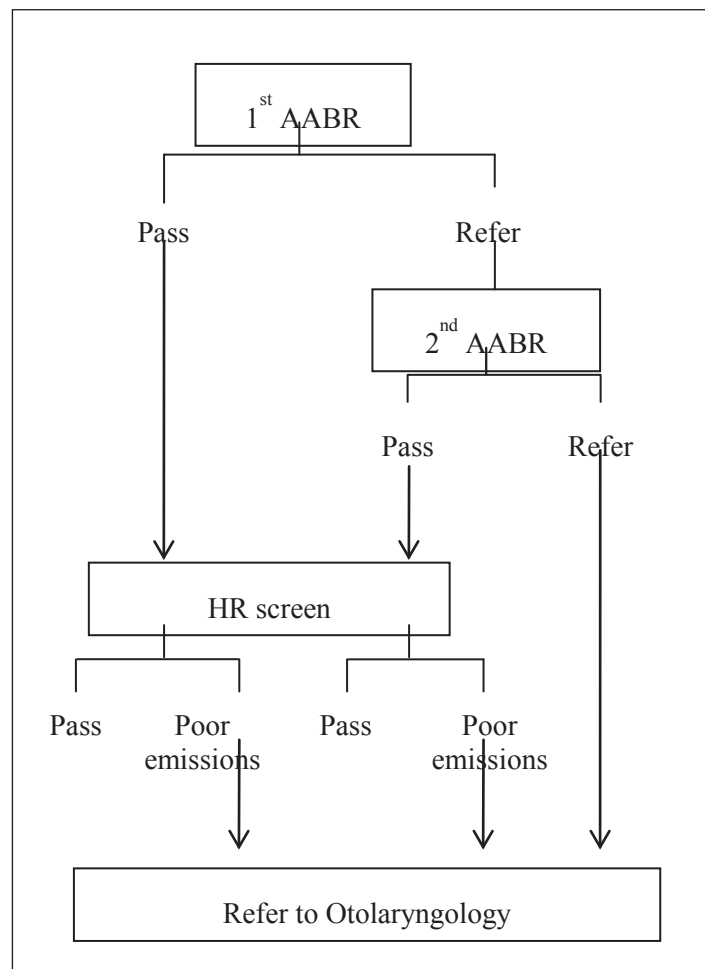 1st AABR
Pass Refer
2nd AABR
Pass Refer
HR screen
Pass Poor emissions Pass Poor emissions
Refer to Otolaryngology